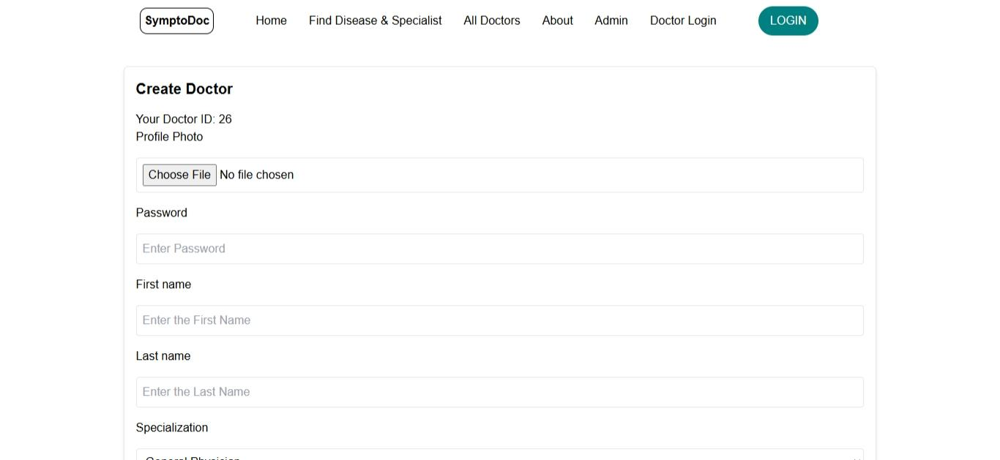 SymptoDoc Home Find Disease & Specialist All Doctors About Admin Doctor Login LOGIN
Create Doctor
Your Doctor ID: 26
Profile Photo
Choose File No file chosen
Password
Enter Password
First name
Enter the First Name
Last name
Enter the Last Name
Specialization
General Physician